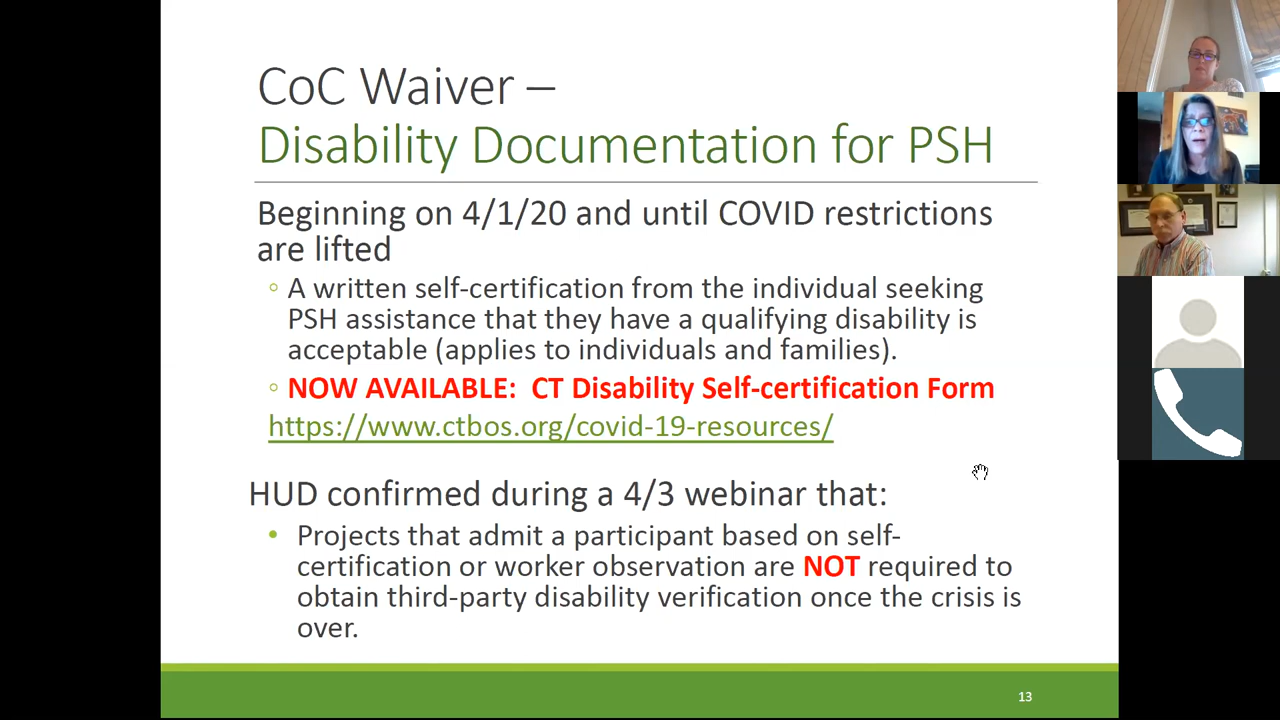 CoC Waiver –
Disability Documentation for PSH
Beginning on 4/1/20 and until COVID restrictions
are lifted
◦ A written self-certification from the individual seeking
PSH assistance that they have a qualifying disability is
acceptable (applies to individuals and families).
◦ NOW AVAILABLE: CT Disability Self-certification Form
https://www.ctbos.org/covid-19-resources/
HUD confirmed during a 4/3 webinar that:
• Projects that admit a participant based on self-
certification or worker observation are NOT required to
obtain third-party disability verification once the crisis is
over.
13